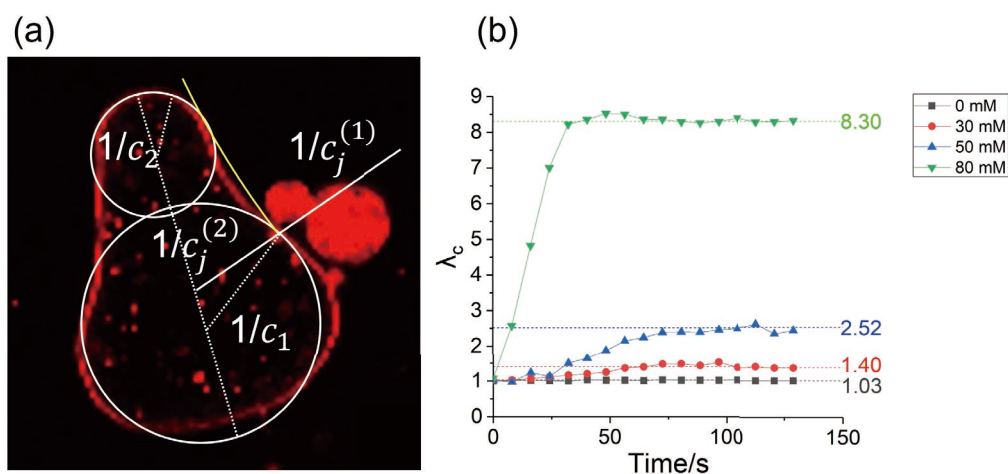 (a)
1/c₂
1/cⱼ⁽¹⁾
1/cⱼ⁽²⁾
1/c₁
(b)
λc
9
8
7
6
5
4
3
2
1
0
0
50
100
150
Time/s
8.30
2.52
1.40
1.03
0 mM
30 mM
50 mM
80 mM